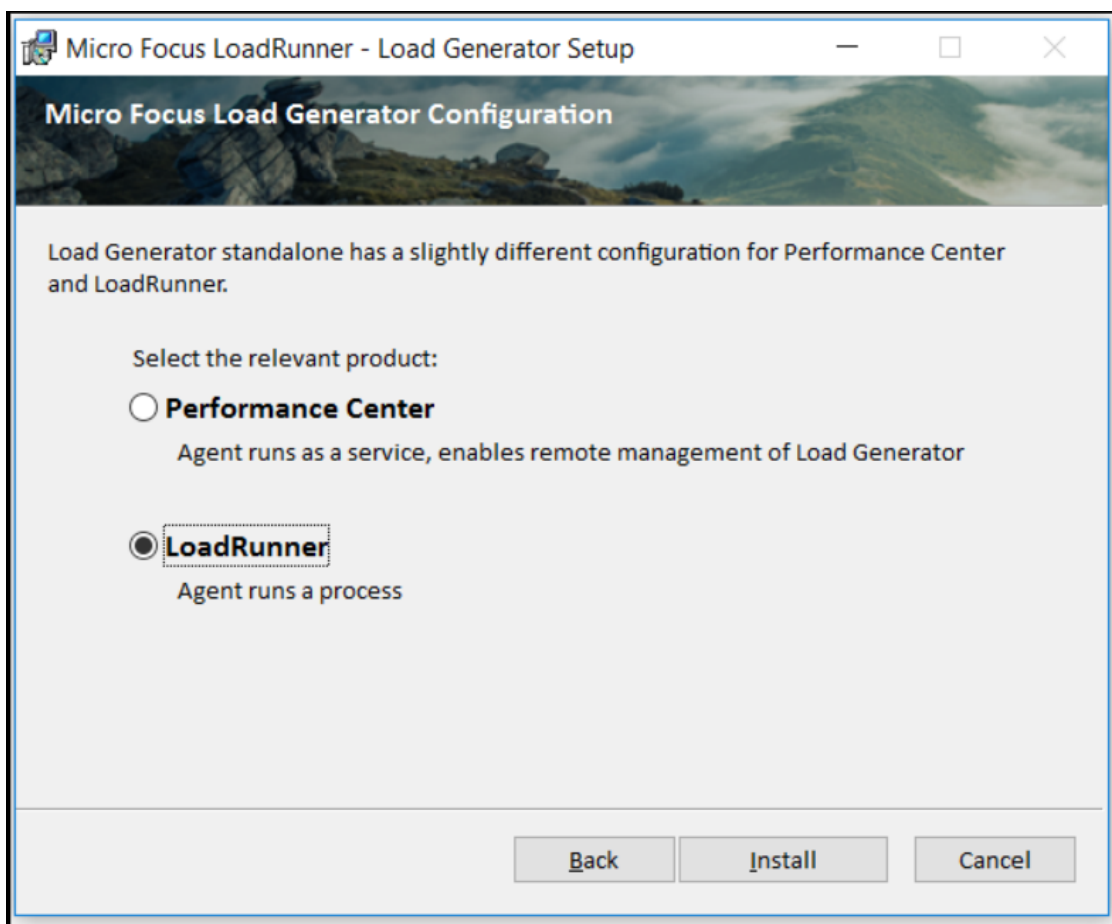 Micro Focus LoadRunner - Load Generator Setup
Micro Focus Load Generator Configuration
Load Generator standalone has a slightly different configuration for Performance Center
and LoadRunner.
Select the relevant product:
Performance Center
Agent runs as a service, enables remote management of Load Generator
LoadRunner
Agent runs a process
Back Install Cancel